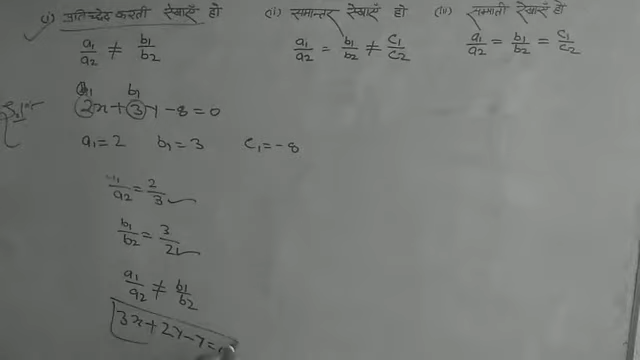 (i) प्रतिच्छेद करती रेखाएँ हो (ii) समान्तर रेखाएं हो (iii) सम्पाती रेखाएं हो
a₁/a₂ ≠ b₁/b₂ a₁/a₂ = b₁/b₂ ≠ c₁/c₂ a₁/a₂ = b₁/b₂ = c₁/c₂
a₁ b₁
2x + 3y - 8 = 0
a₁ = 2 b₁ = 3 c₁ = -8
a₁/a₂ = 2/3
b₁/b₂ = 3/2
a₁/a₂ ≠ b₁/b₂
3x + 2y - 7 =